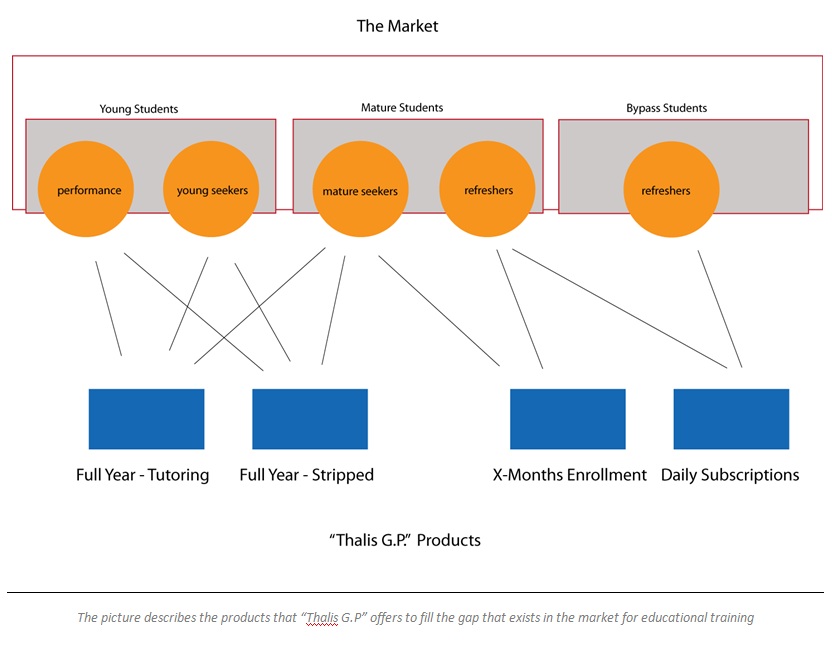 The Market
Young Students
Mature Students
Bypass Students
performance
young seekers
mature seekers
refreshers
refreshers
Full Year - Tutoring
Full Year - Stripped
X-Months Enrollment
Daily Subscriptions
“Thalis G.P.” Products
The picture describes the products that “Thalis G.P” offers to fill the gap that exists in the market for educational training